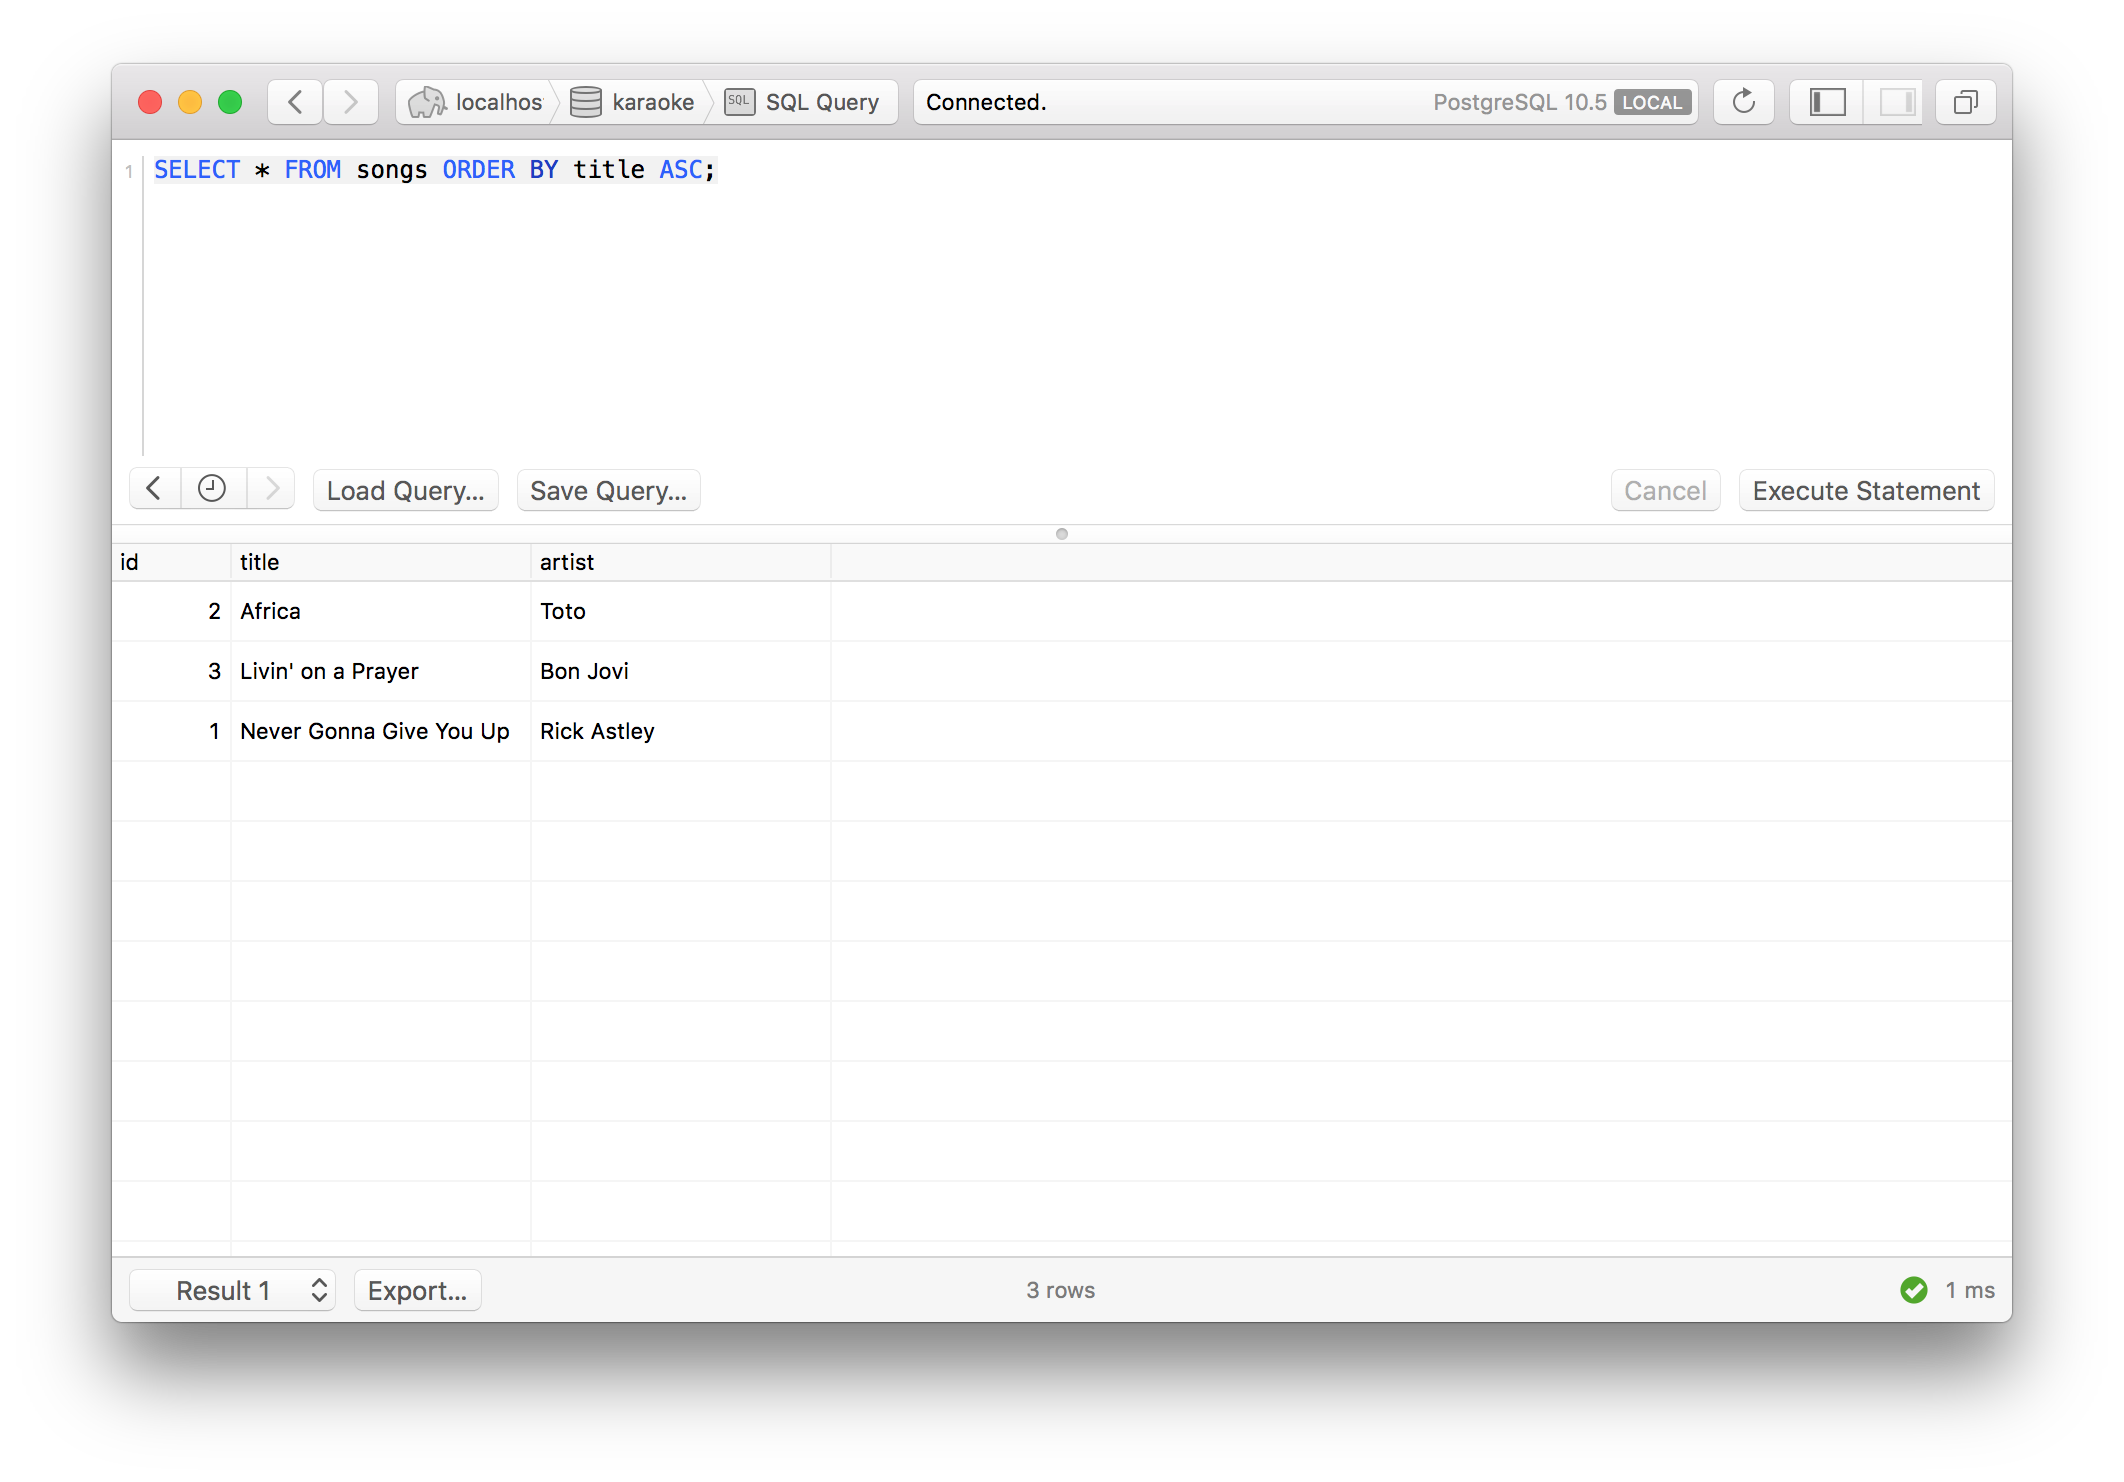 localhos karaoke SQL SQL Query Connected. PostgreSQL 10.5 LOCAL
1 SELECT * FROM songs ORDER BY title ASC;
Load Query... Save Query... Cancel Execute Statement
id title artist
2 Africa Toto
3 Livin' on a Prayer Bon Jovi
1 Never Gonna Give You Up Rick Astley
Result 1 Export... 3 rows 1 ms